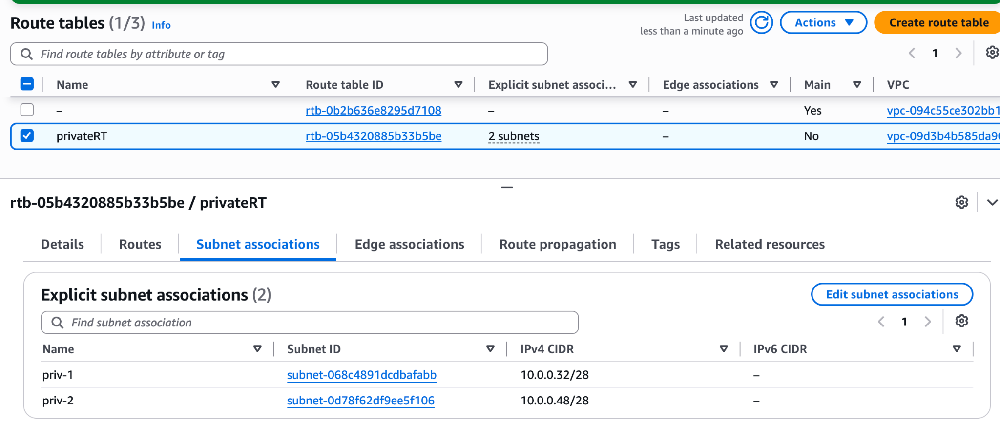 Route tables (1/3) Info
Last updated
less than a minute ago
Actions
Create route table
Find route tables by attribute or tag
1
Name Route table ID Explicit subnet associ... Edge associations Main VPC
– rtb-0b2b636e8295d7108 – – Yes vpc-094c55ce302bb1
privateRT rtb-05b4320885b33b5be 2 subnets – No vpc-09d3b4b585da90
rtb-05b4320885b33b5be / privateRT
Details Routes Subnet associations Edge associations Route propagation Tags Related resources
Explicit subnet associations (2)
Edit subnet associations
Find subnet association
1
Name Subnet ID IPv4 CIDR IPv6 CIDR
priv-1 subnet-068c4891dcdbafabb 10.0.0.32/28 –
priv-2 subnet-0d78f62df9ee5f106 10.0.0.48/28 –